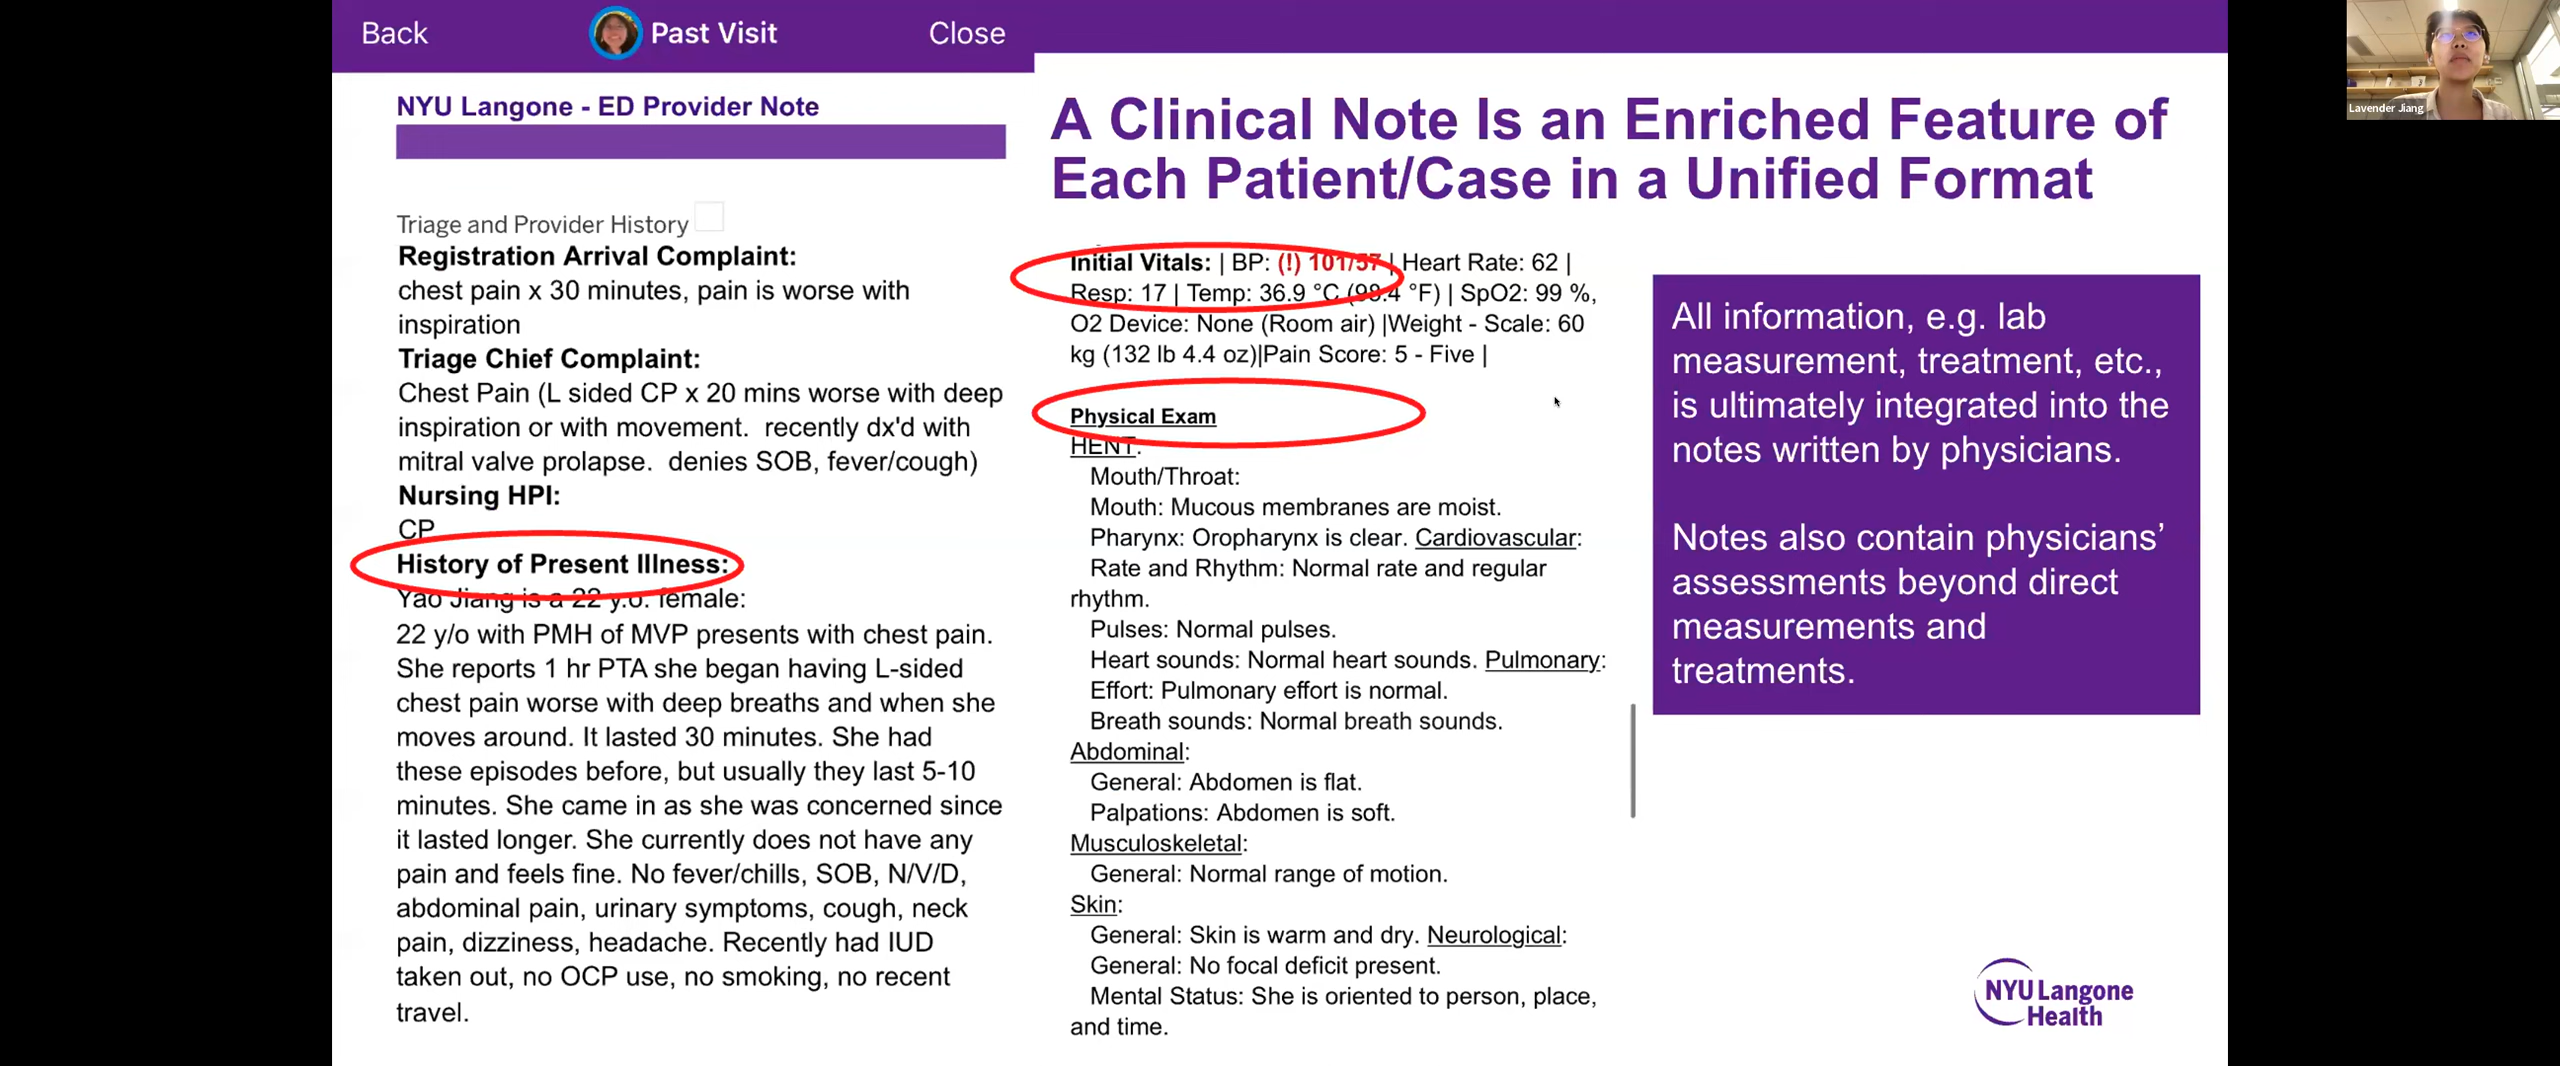 Back
Past Visit
Close
NYU Langone - ED Provider Note
Triage and Provider History
Registration Arrival Complaint:
chest pain x 30 minutes, pain is worse with
inspiration
Triage Chief Complaint:
Chest Pain (L sided CP x 20 mins worse with deep
inspiration or with movement.  recently dx'd with
mitral valve prolapse.  denies SOB, fever/cough)
Nursing HPI:
CP
History of Present Illness:
Yao Jiang is a 22 y.o. female:
22 y/o with PMH of MVP presents with chest pain.
She reports 1 hr PTA she began having L-sided
chest pain worse with deep breaths and when she
moves around. It lasted 30 minutes. She had
these episodes before, but usually they last 5-10
minutes. She came in as she was concerned since
it lasted longer. She currently does not have any
pain and feels fine. No fever/chills, SOB, N/V/D,
abdominal pain, urinary symptoms, cough, neck
pain, dizziness, headache. Recently had IUD
taken out, no OCP use, no smoking, no recent
travel.
A Clinical Note Is an Enriched Feature of
Each Patient/Case in a Unified Format
Initial Vitals: | BP: (!) 101/57 | Heart Rate: 62 |
Resp: 17 | Temp: 36.9 °C (98.4 °F) | SpO2: 99 %,
O2 Device: None (Room air) |Weight - Scale: 60
kg (132 lb 4.4 oz)|Pain Score: 5 - Five |
Physical Exam
HENT:
Mouth/Throat:
Mouth: Mucous membranes are moist.
Pharynx: Oropharynx is clear. Cardiovascular:
Rate and Rhythm: Normal rate and regular
rhythm.
Pulses: Normal pulses.
Heart sounds: Normal heart sounds. Pulmonary:
Effort: Pulmonary effort is normal.
Breath sounds: Normal breath sounds.
Abdominal:
General: Abdomen is flat.
Palpations: Abdomen is soft.
Musculoskeletal:
General: Normal range of motion.
Skin:
General: Skin is warm and dry. Neurological:
General: No focal deficit present.
Mental Status: She is oriented to person, place,
and time.
All information, e.g. lab
measurement, treatment, etc.,
is ultimately integrated into the
notes written by physicians.
Notes also contain physicians’
assessments beyond direct
measurements and
treatments.
NYU Langone
Health
Lavender Jiang